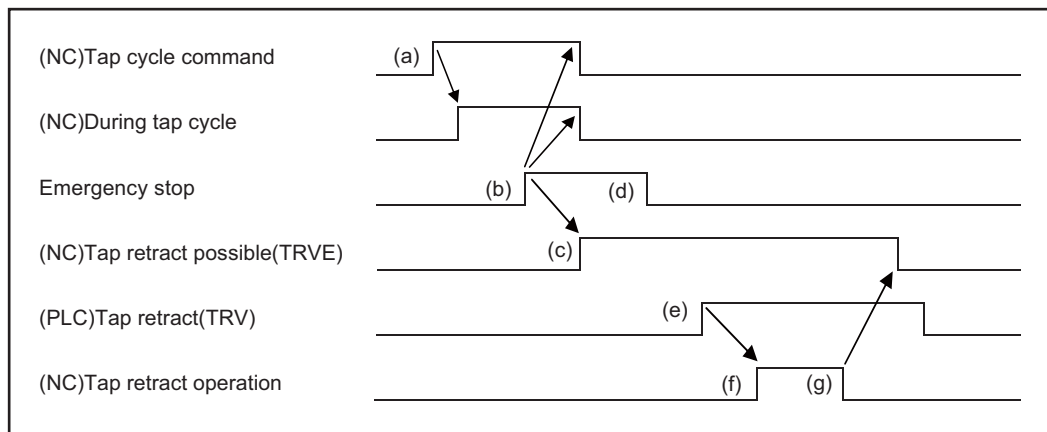 (NC)Tap cycle command (a)
(NC)During tap cycle
Emergency stop (b) (d)
(NC)Tap retract possible(TRVE) (c)
(PLC)Tap retract(TRV) (e)
(NC)Tap retract operation (f) (g)